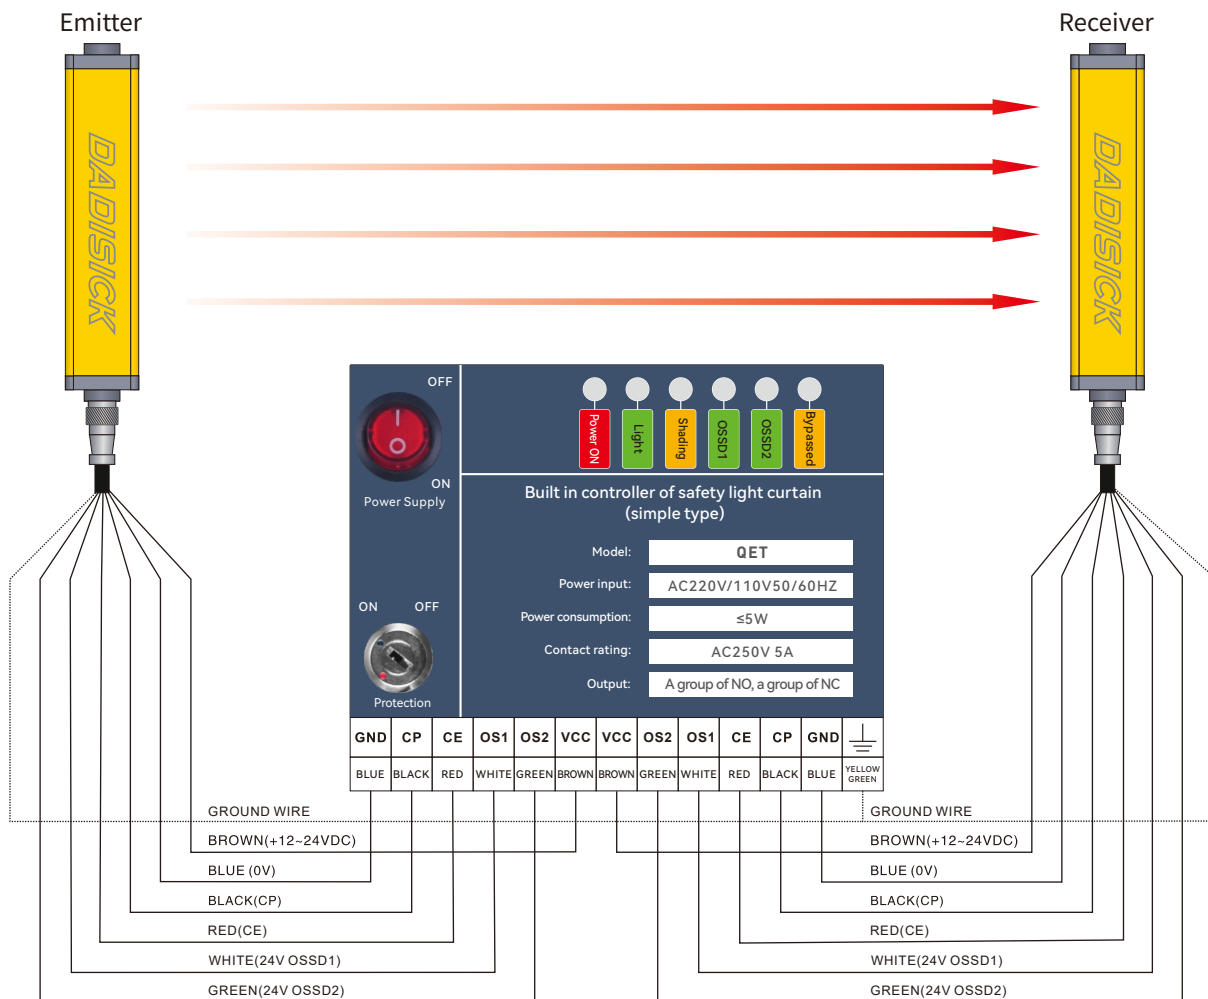 Emitter
Receiver
DADISICK
DADISICK
OFF
ON
Power Supply
ON
OFF
Protection
Power ON
Light
Shading
OSSD1
OSSD2
Bypassed
Built in controller of safety light curtain
(simple type)
Model:
QET
Power input:
AC220V/110V50/60HZ
Power consumption:
≤5W
Contact rating:
AC250V 5A
Output:
A group of NO, a group of NC
GND CP CE OS1 OS2 VCC VCC OS2 OS1 CE CP GND
BLUE BLACK RED WHITE GREEN BROWN BROWN GREEN WHITE RED BLACK BLUE YELLOW
GREEN
GROUND WIRE
BROWN(+12~24VDC)
BLUE (0V)
BLACK(CP)
RED(CE)
WHITE(24V OSSD1)
GREEN(24V OSSD2)
GROUND WIRE
BROWN(+12~24VDC)
BLUE (0V)
BLACK(CP)
RED(CE)
WHITE(24V OSSD1)
GREEN(24V OSSD2)